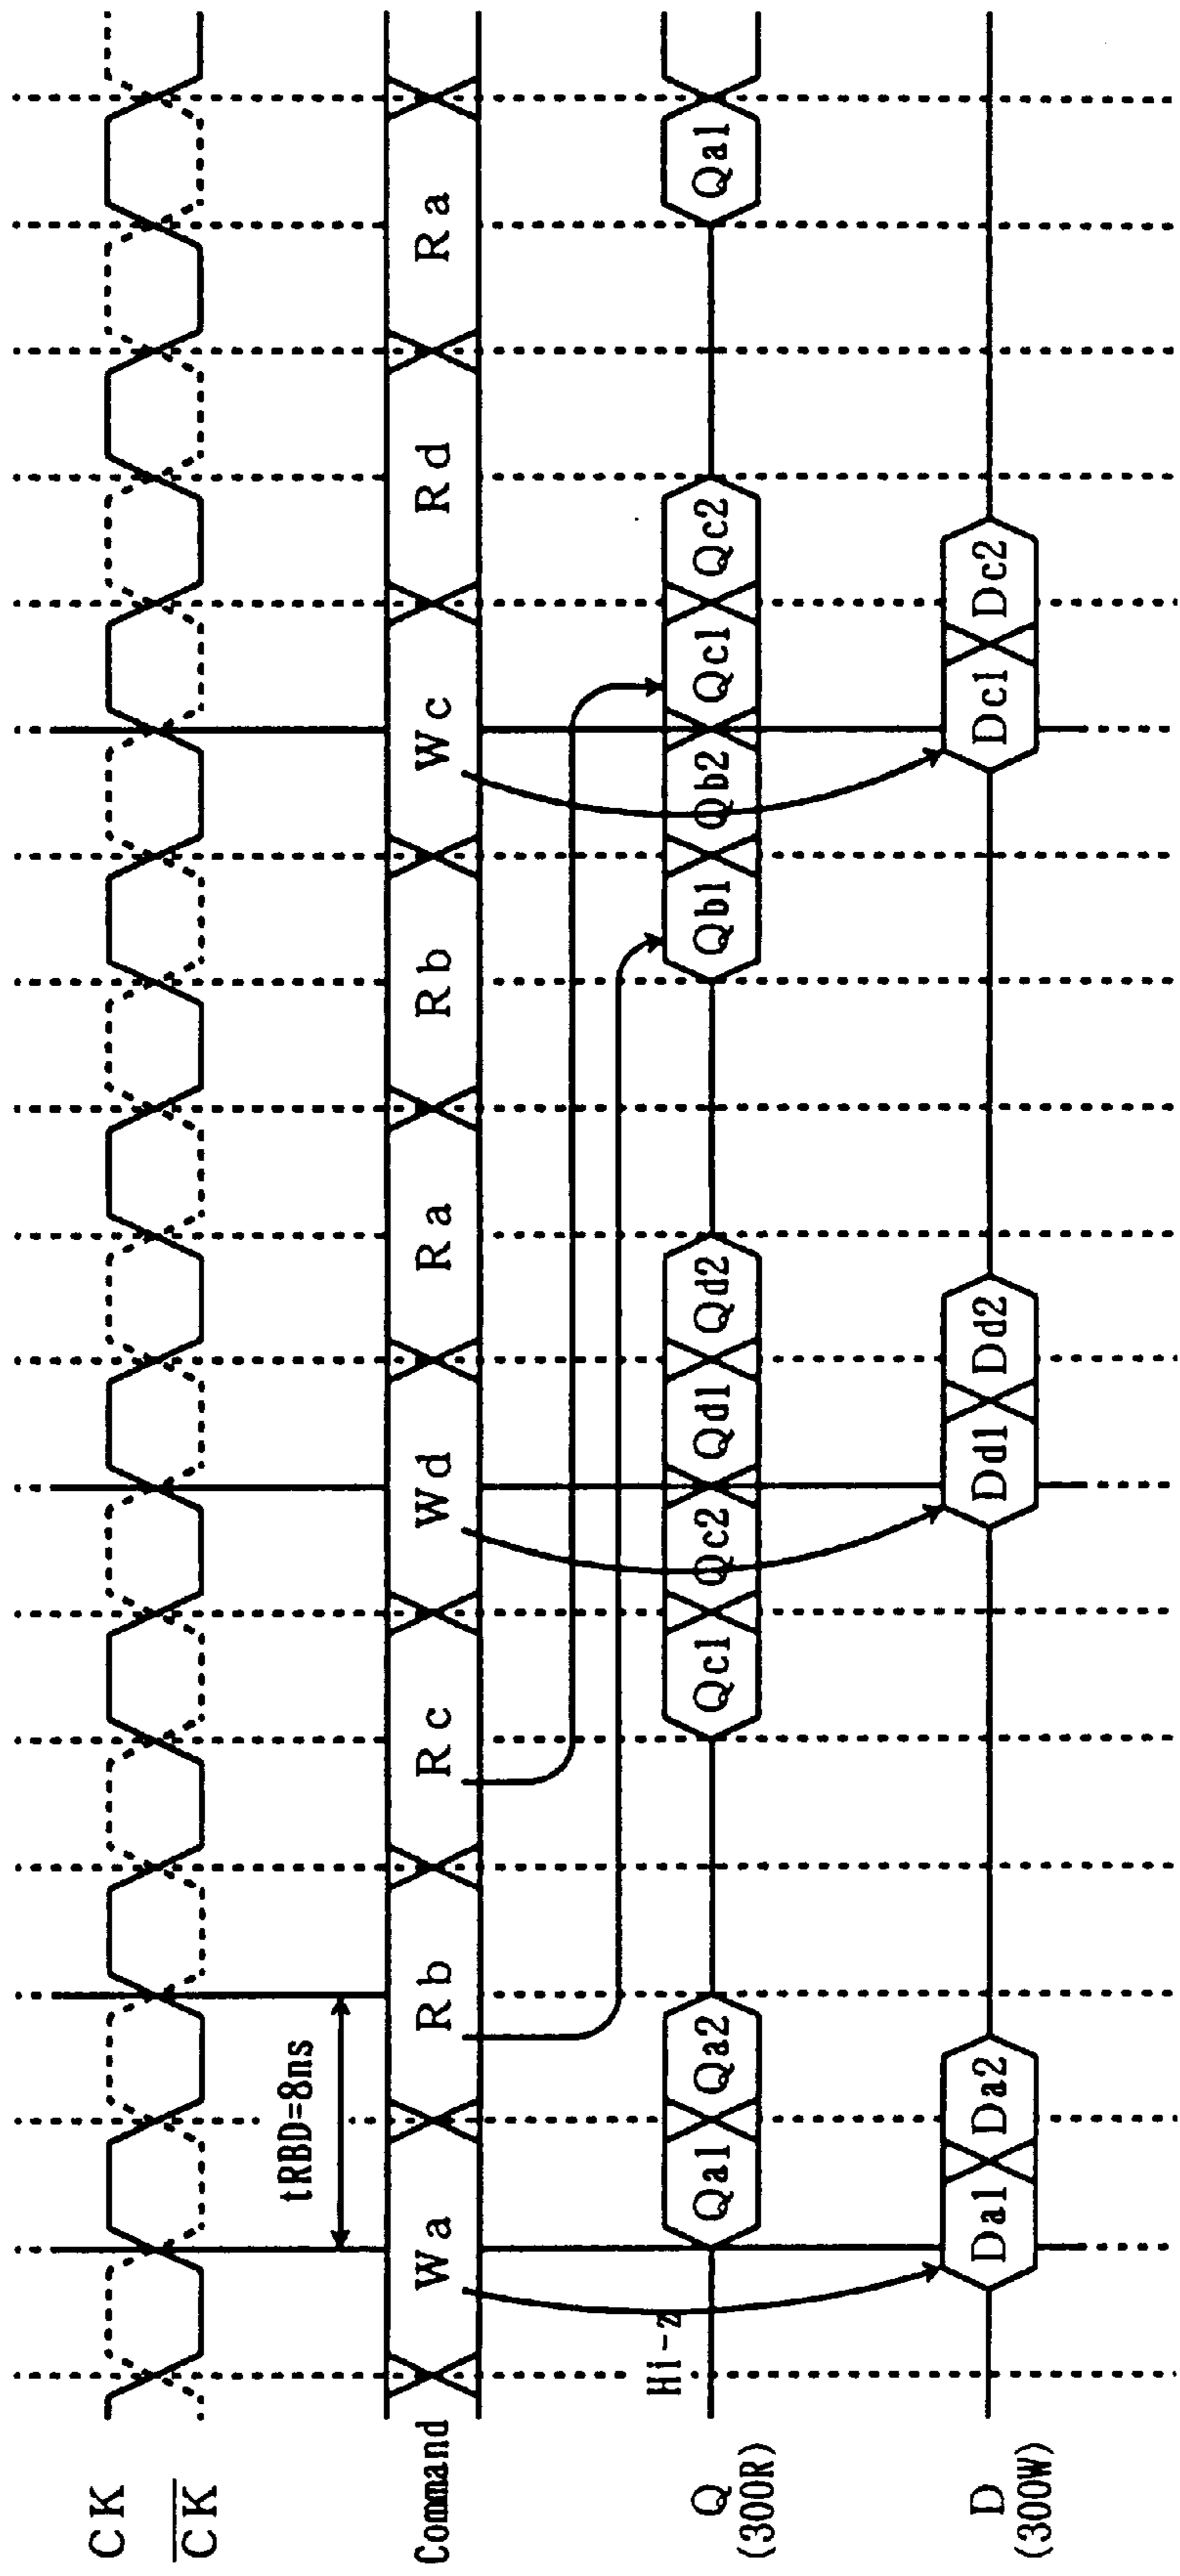 CK
CK
tRBD=8ns
Command
Wa
Rb
Rc
Wd
Ra
Rb
Wc
Rd
Ra
Hi-z
Q
(300R)
Qa1
Qa2
Qc1
Qc2
Qd1
Qd2
Qb1
Qb2
Qc1
Qc2
Qa1
D
(300W)
Da1
Da2
Dd1
Dd2
Dc1
Dc2